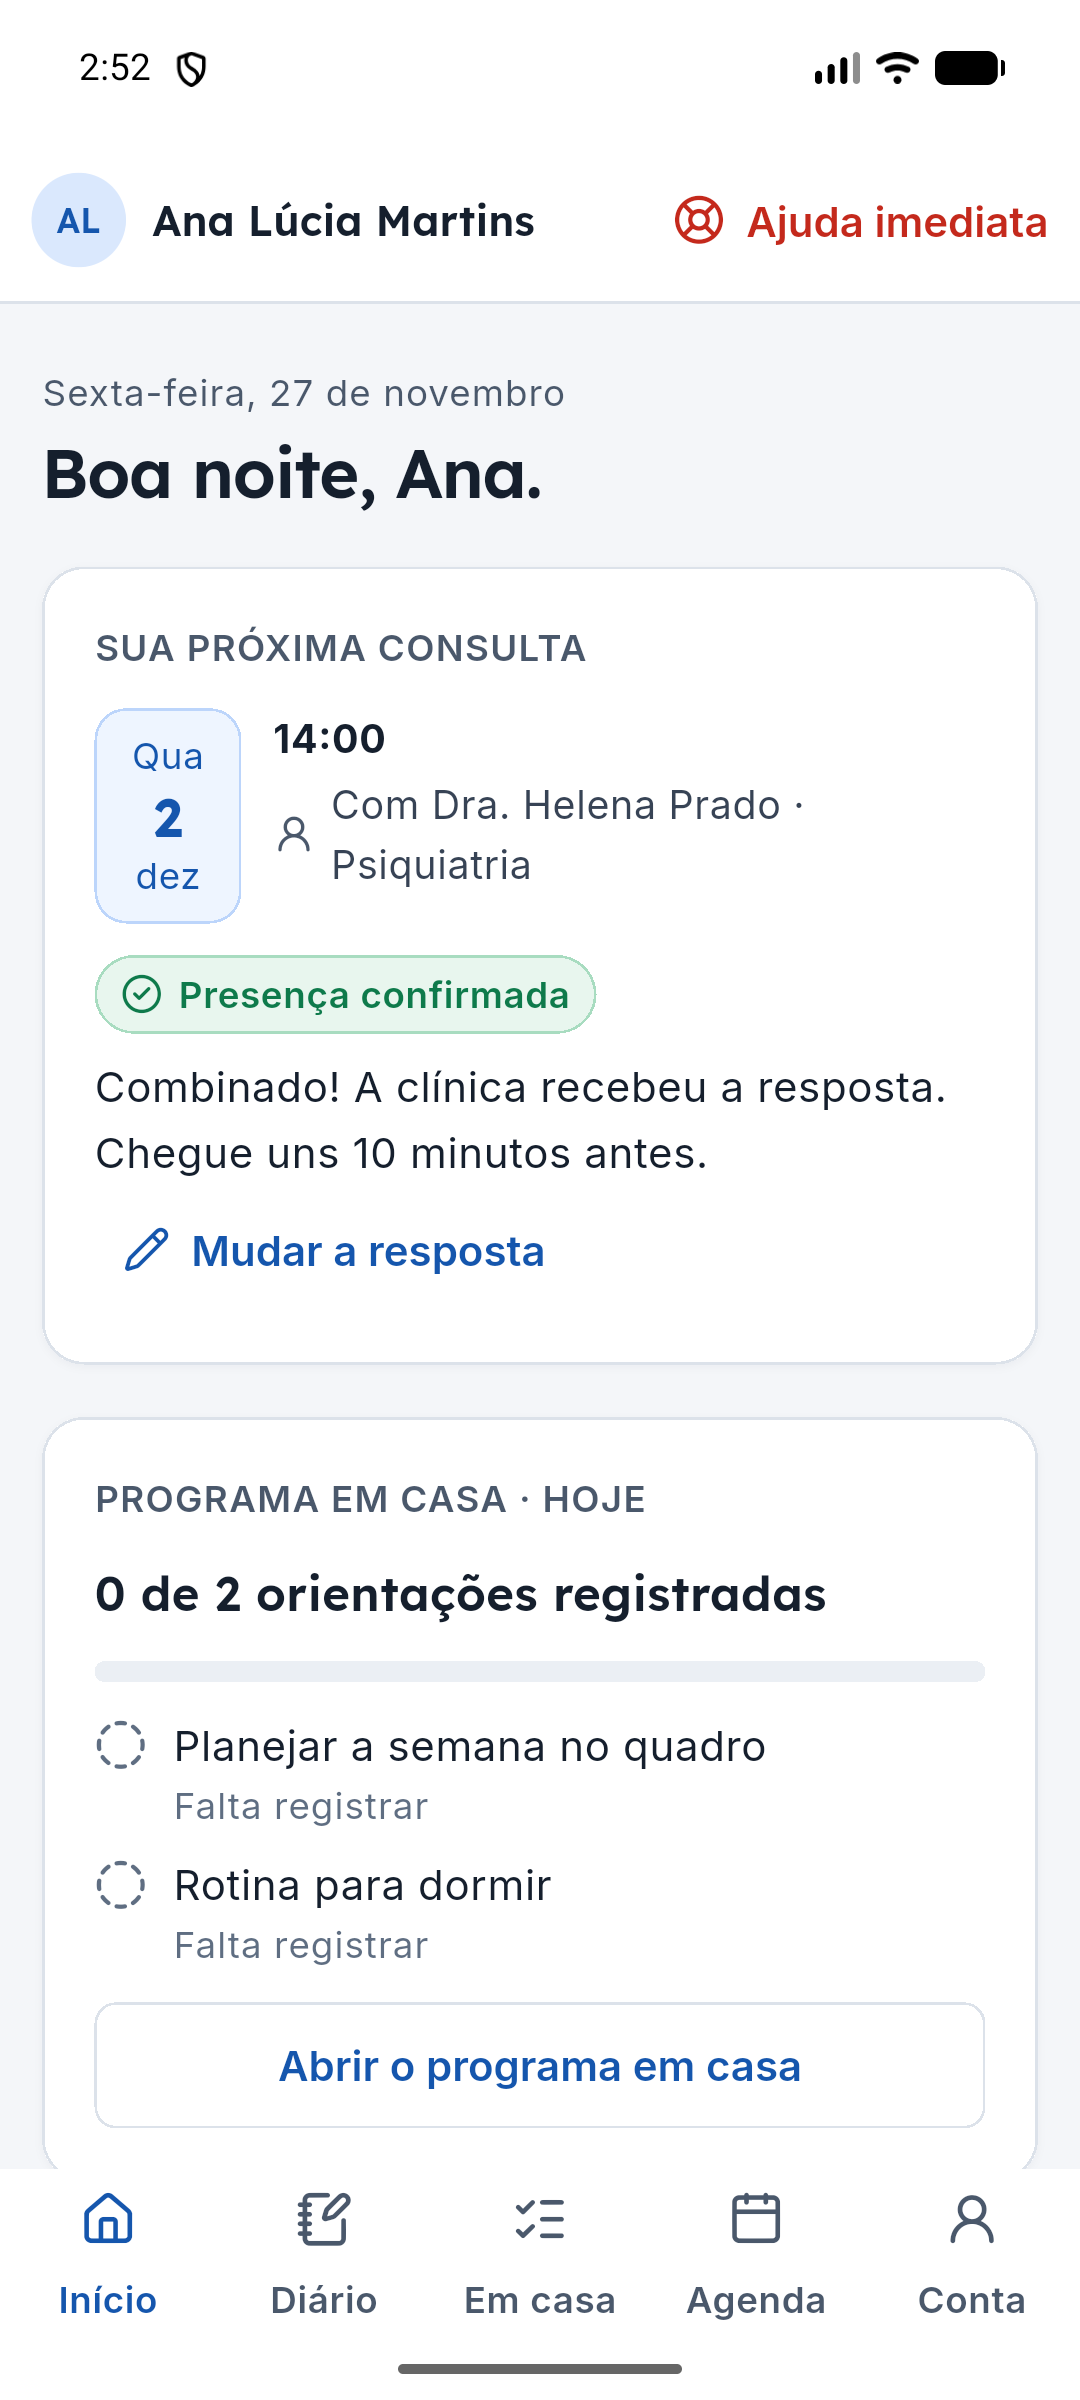 2:52
AL
Ana Lúcia Martins
Ajuda imediata
Sexta-feira, 27 de novembro
Boa noite, Ana.
SUA PRÓXIMA CONSULTA
Qua
2
dez
14:00
Com Dra. Helena Prado ·
Psiquiatria
Presença confirmada
Combinado! A clínica recebeu a resposta.
Chegue uns 10 minutos antes.
Mudar a resposta
PROGRAMA EM CASA · HOJE
0 de 2 orientações registradas
Planejar a semana no quadro
Falta registrar
Rotina para dormir
Falta registrar
Abrir o programa em casa
Início
Diário
Em casa
Agenda
Conta